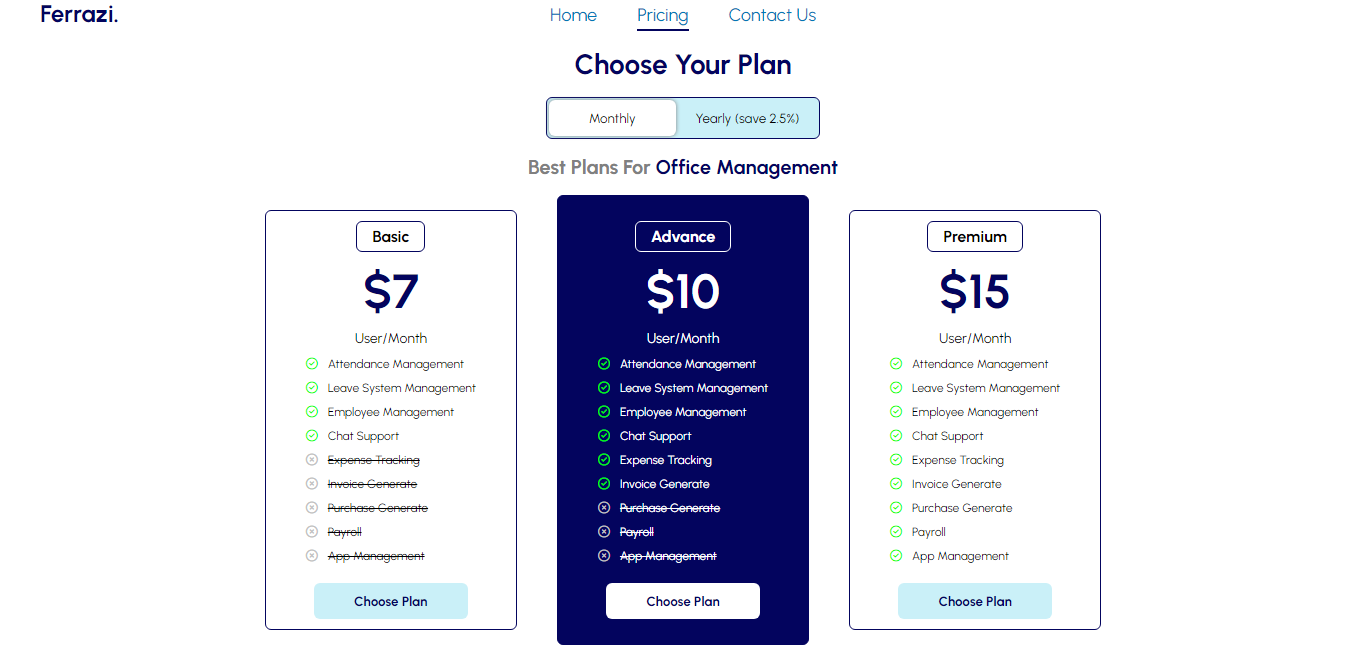 Ferrazi.
Home
Pricing
Contact Us
Choose Your Plan
Monthly
Yearly (save 2.5%)
Best Plans For Office Management
Basic
$7
User/Month
Attendance Management
Leave System Management
Employee Management
Chat Support
Expense Tracking
Invoice Generate
Purchase Generate
Payroll
App Management
Choose Plan
Advance
$10
User/Month
Attendance Management
Leave System Management
Employee Management
Chat Support
Expense Tracking
Invoice Generate
Purchase Generate
Payroll
App Management
Choose Plan
Premium
$15
User/Month
Attendance Management
Leave System Management
Employee Management
Chat Support
Expense Tracking
Invoice Generate
Purchase Generate
Payroll
App Management
Choose Plan